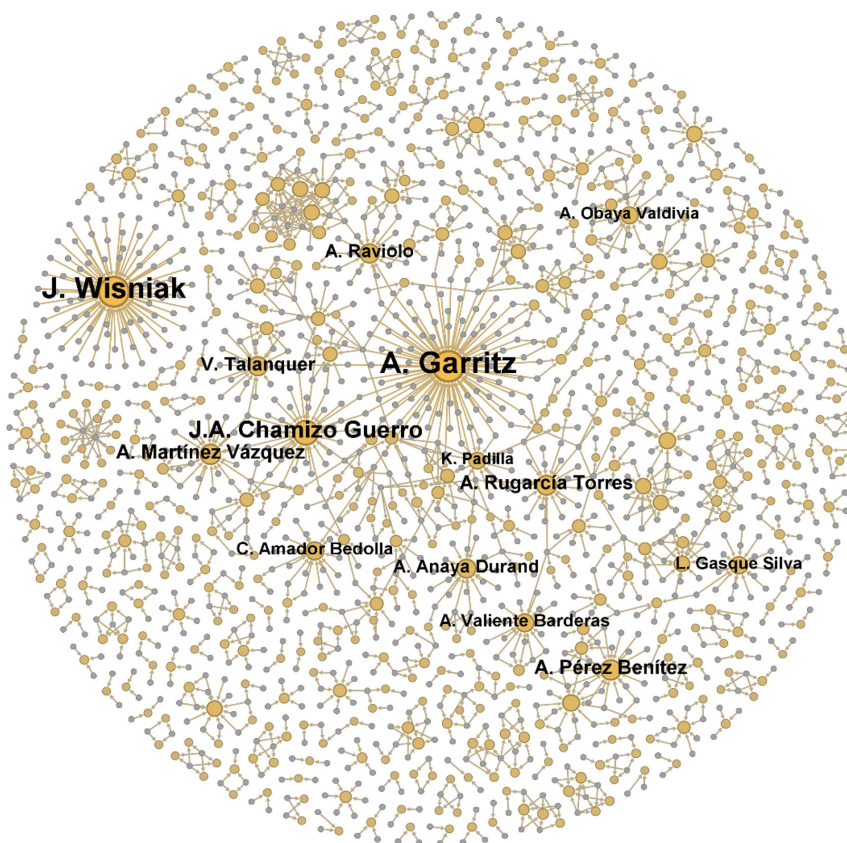 A. Obaya Valdivia
A. Raviolo
J. Wisniak
V. Talanquer
A. Garritz
J.A. Chamizo Guerro
A. Martínez Vázquez
K. Padilla
A. Rugarcía Torres
C. Amador Bedolla
A. Anaya Durand
L. Gasque Silva
A. Valiente Barderas
A. Pérez Benítez